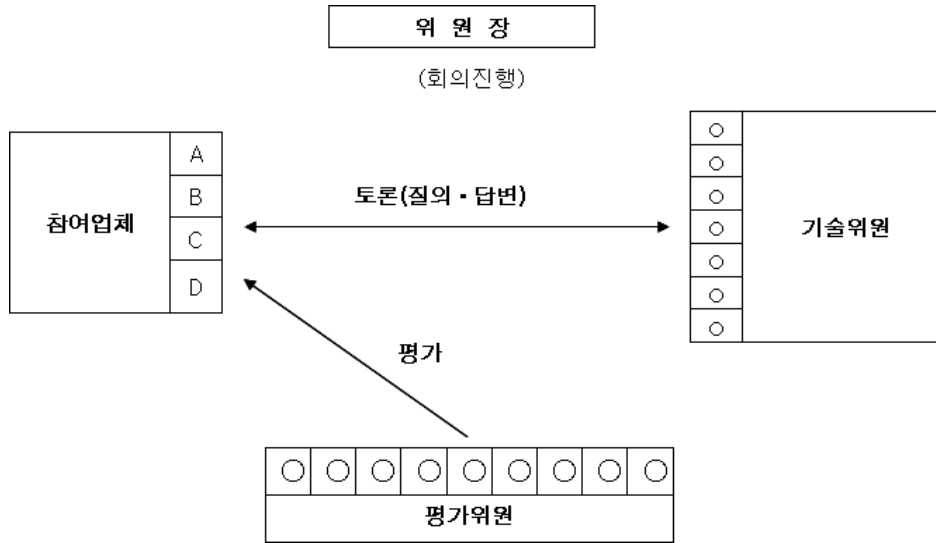 위 원 장
(회의진행)
참여업체
A
B
C
D
토론(질의 · 답변)
기술위원
평가
평가위원